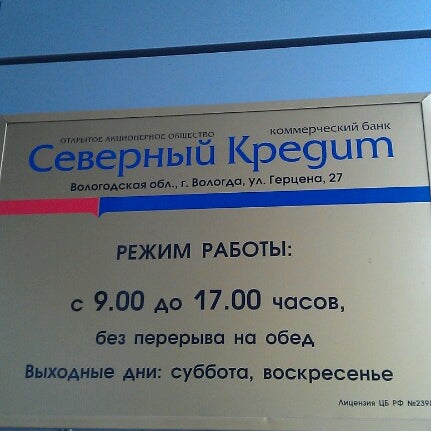 ОТКРЫТОЕ АКЦИОНЕРНОЕ ОБЩЕСТВО коммерческий банк
Северный Кредит
Вологодская обл., г. Вологда, ул. Герцена, 27
РЕЖИМ РАБОТЫ:
с 9.00 до 17.00 часов,
без перерыва на обед
Выходные дни: суббота, воскресенье
Лицензия ЦБ РФ